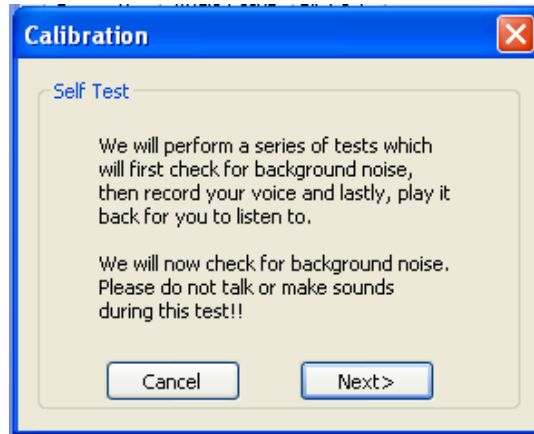 Calibration
Self Test
We will perform a series of tests which
will first check for background noise,
then record your voice and lastly, play it
back for you to listen to.
We will now check for background noise.
Please do not talk or make sounds
during this test!!
Cancel
Next>